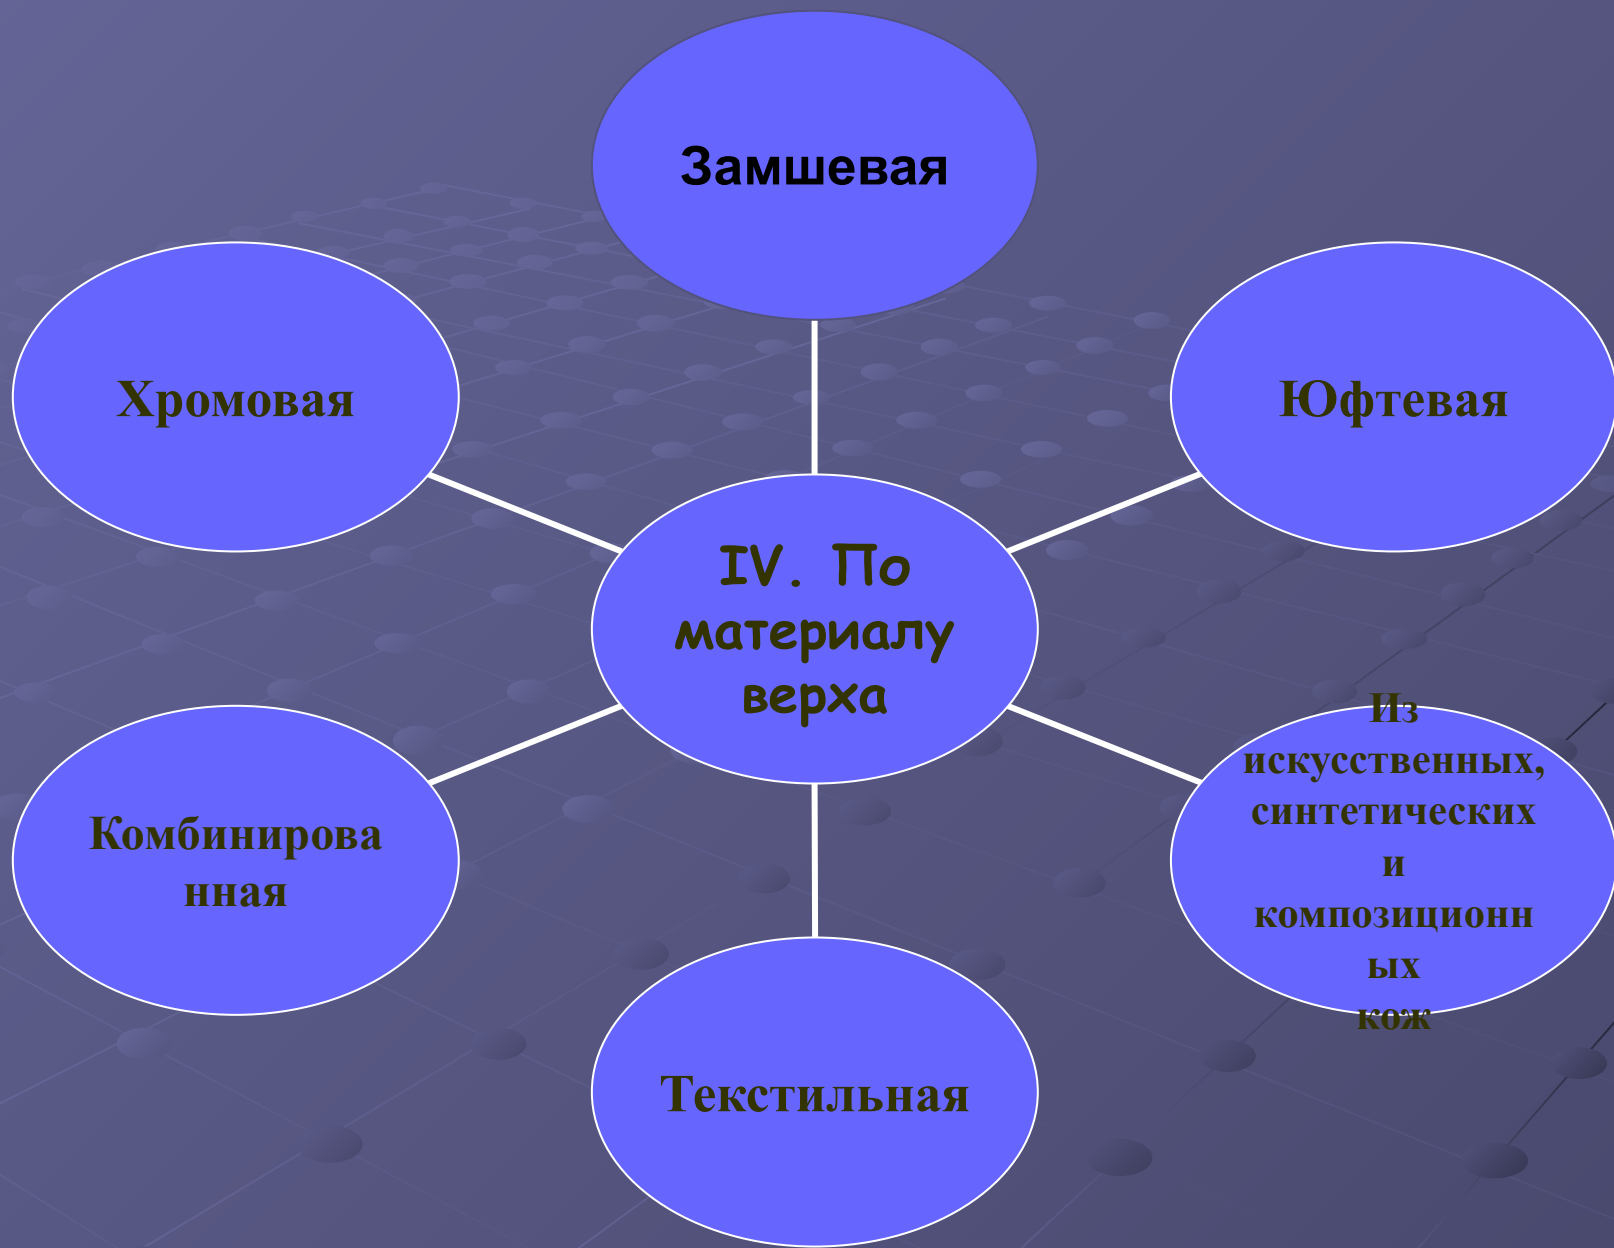 Замшевая
Хромовая
Юфтевая
IV. По
материалу
верха
Комбинирова
нная
Из
искусственных,
синтетических
и
композиционн
ых
кож
Текстильная